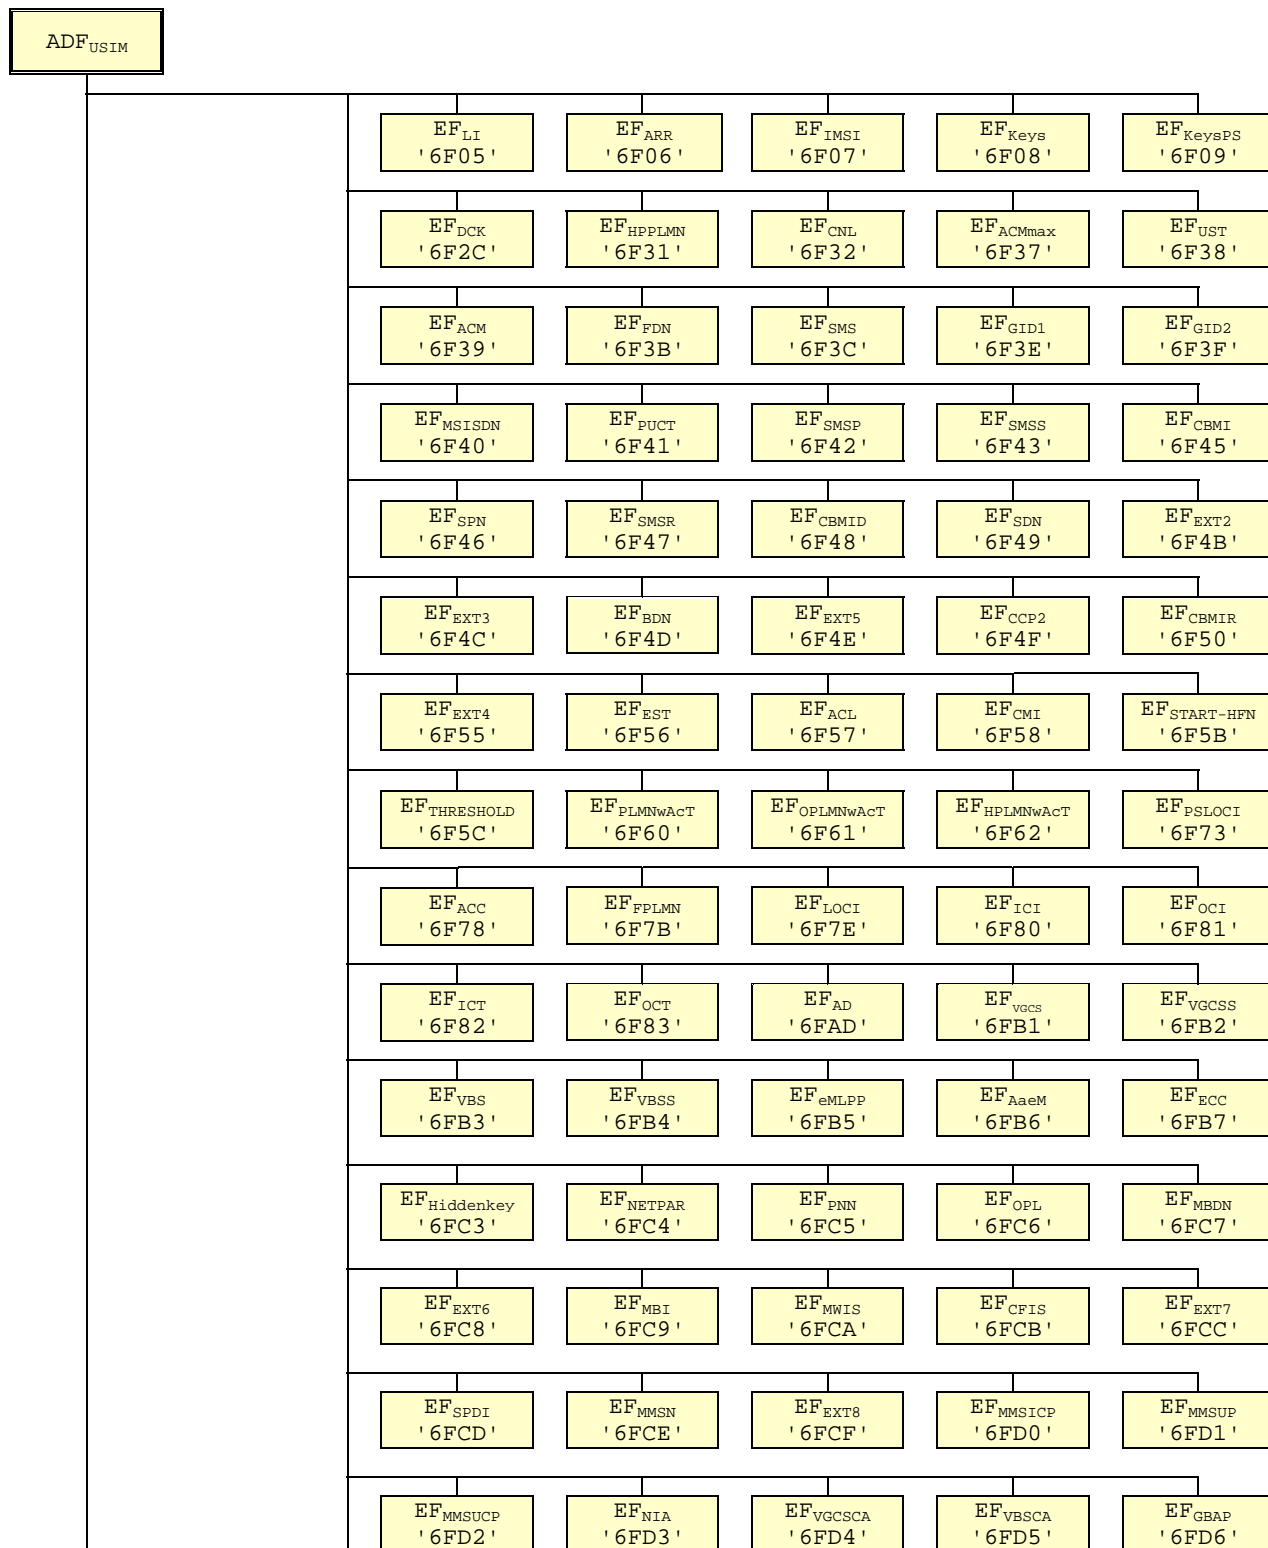 ADFUSIM
EFLI EFARR EFIMSI EFKeys EFKeysPS
'6F05' '6F06' '6F07' '6F08' '6F09'
EFDCK EFHPPLMN EFCNL EFACMmax EFUST
'6F2C' '6F31' '6F32' '6F37' '6F38'
EFACM EFFDN EFSMS EFGID1 EFGID2
'6F39' '6F3B' '6F3C' '6F3E' '6F3F'
EFMSISDN EFPUCT EFSMSP EFSMSS EFCBMI
'6F40' '6F41' '6F42' '6F43' '6F45'
EFSPN EFSMSR EFCBMID EFSDN EFEXT2
'6F46' '6F47' '6F48' '6F49' '6F4B'
EFEXT3 EFBDN EFEXT5 EFCCP2 EFCBMIR
'6F4C' '6F4D' '6F4E' '6F4F' '6F50'
EFEXT4 EFEST EFACL EFCMI EFSTART-HFN
'6F55' '6F56' '6F57' '6F58' '6F5B'
EFTHRESHOLD EFPLMNwAcT EFOPLMNwAcT EFHPLMNwAcT EFPSLOCI
'6F5C' '6F60' '6F61' '6F62' '6F73'
EFACC EFFPLMN EFLOCI EFICI EFOCI
'6F78' '6F7B' '6F7E' '6F80' '6F81'
EFICT EFOCT EFAD EFVGCS EFVGCSS
'6F82' '6F83' '6FAD' '6FB1' '6FB2'
EFVBS EFVBSS EFeMLPP EFAaeM EFECC
'6FB3' '6FB4' '6FB5' '6FB6' '6FB7'
EFHiddenkey EFNETPAR EFPNN EFOPL EFMBDN
'6FC3' '6FC4' '6FC5' '6FC6' '6FC7'
EFEXT6 EFMBI EFMWIS EFCFIS EFEXT7
'6FC8' '6FC9' '6FCA' '6FCB' '6FCC'
EFSPDI EFMMSN EFEXT8 EFMMSICP EFMMSUP
'6FCD' '6FCE' '6FCF' '6FD0' '6FD1'
EFMMSUCP EFNIA EFVGCSCA EFVBSCA EFGBAP
'6FD2' '6FD3' '6FD4' '6FD5' '6FD6'